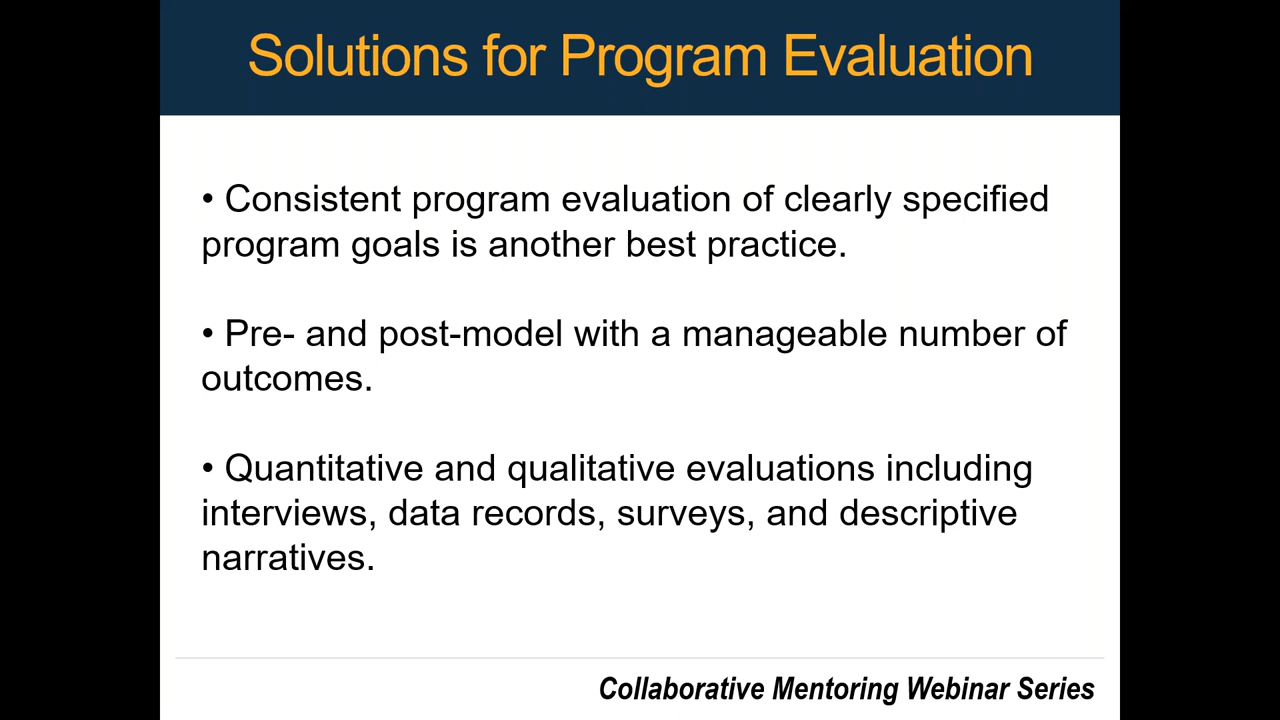 Solutions for Program Evaluation
• Consistent program evaluation of clearly specified
program goals is another best practice.
• Pre- and post-model with a manageable number of
outcomes.
• Quantitative and qualitative evaluations including
interviews, data records, surveys, and descriptive
narratives.
Collaborative Mentoring Webinar Series